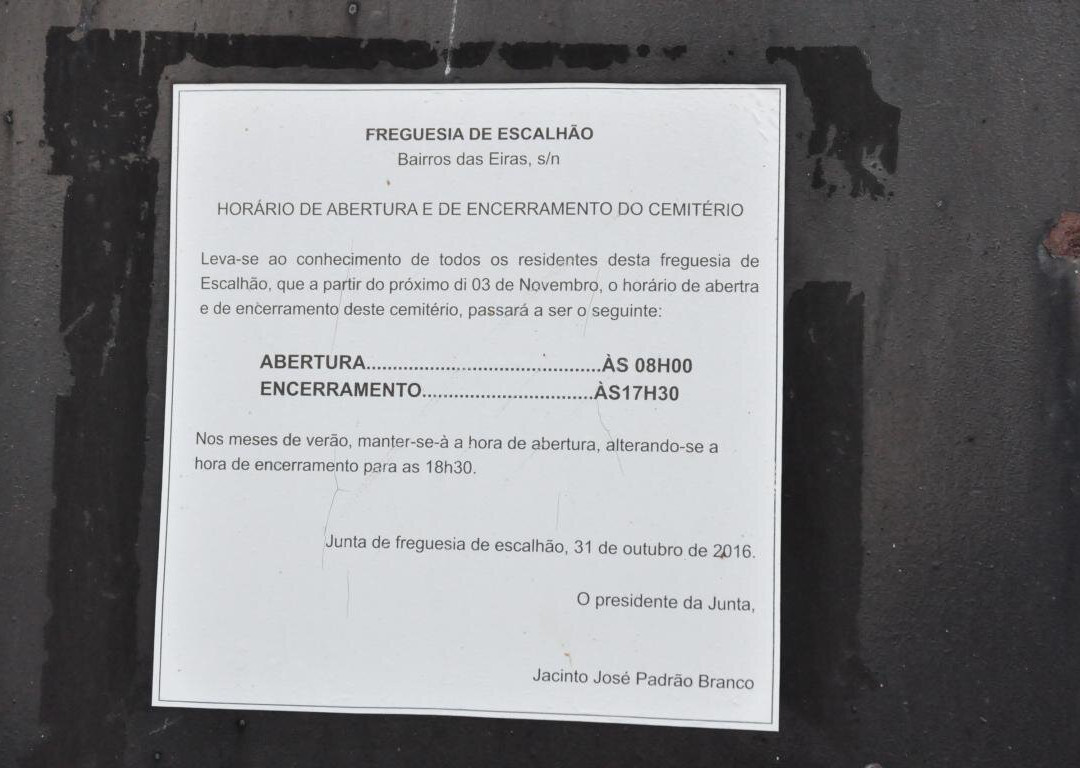 FREGUESIA DE ESCALHÃO
Bairros das Eiras, s/n
HORÁRIO DE ABERTURA E DE ENCERRAMENTO DO CEMITÉRIO
Leva-se ao conhecimento de todos os residentes desta freguesia de
Escalhão, que a partir do próximo di 03 de Novembro, o horário de abertra
e de encerramento deste cemitério, passará a ser o seguinte:
ABERTURA.............................................ÀS 08H00
ENCERRAMENTO.................................ÀS17H30
Nos meses de verão, manter-se-à a hora de abertura, alterando-se a
hora de encerramento para as 18h30.
Junta de freguesia de escalhão, 31 de outubro de 2016.
O presidente da Junta,
Jacinto José Padrão Branco